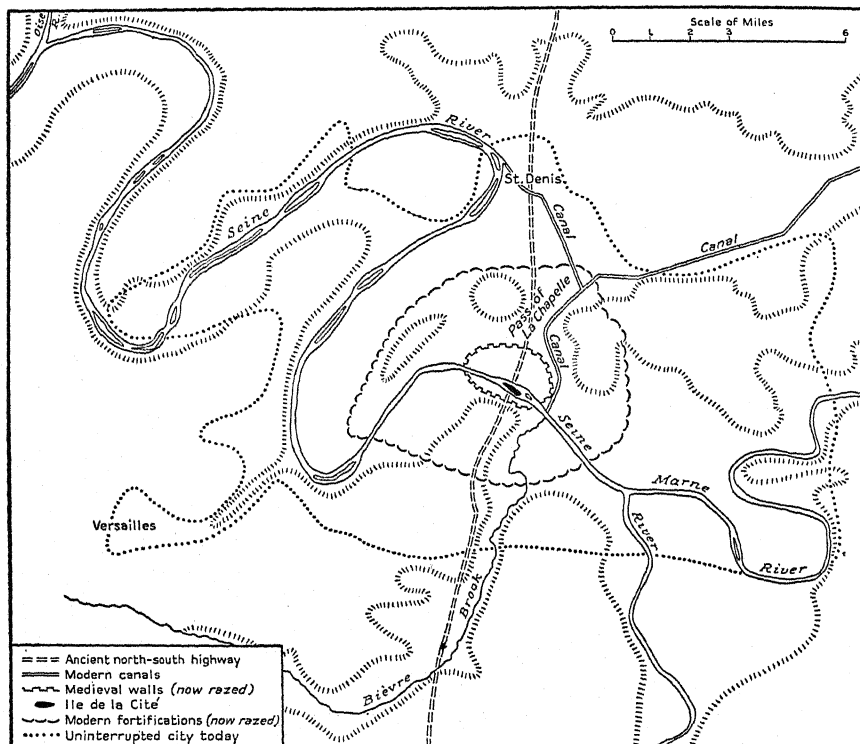 Scale of Miles
0 1 2 3 6
Oise
R.
River
St. Denis
Seine
Canal
Canal
Pass of
La Chapelle
Canal
Seine
Marne
River
River
Versailles
Brook
Bièvre
Ancient north-south highway
Modern canals
Medieval walls (now razed)
Ile de la Cité
Modern fortifications (now razed)
Uninterrupted city today